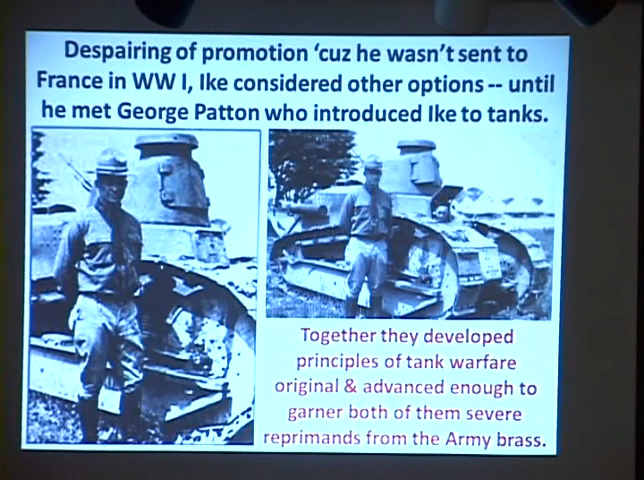 Despairing of promotion ‘cuz he wasn’t sent to
France in WW I, Ike considered other options -- until
he met George Patton who introduced Ike to tanks.
Together they developed
principles of tank warfare
original & advanced enough to
garner both of them severe
reprimands from the Army brass.